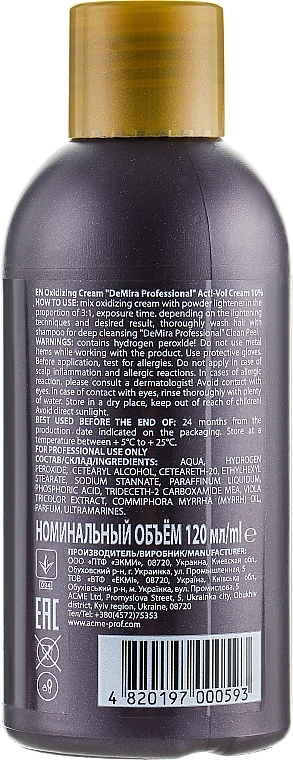 EN Oxidizing Cream "DeMira Professional" Acti-Vol Cream 10%
HOW TO USE: mix oxidizing cream with powder lightener in the
proportion of 3:1, exposure time, depending on the lightening
techniques and desired result, thoroughly wash hair with
shampoo for deep cleansing "DeMira Professional" Clean Peel.
WARNINGS: contains hydrogen peroxide! Do not use metal
items while working with the product. Use protective gloves.
Before application, test for allergies. Do not apply in case of
scalp inflammation and allergic reactions. In cases of allergic
reaction, please consult a dermatologist! Avoid contact with
eyes. In case of contact with eyes, rinse thoroughly with plenty
of water. Store in a dry place, keep out of reach of children!
Avoid direct sunlight.
BEST USED BEFORE THE END OF: 24 months from the
production date indicated on the packaging. Store at a
temperature between + 5°C to + 25°C.
FOR PROFESSIONAL USE ONLY
СОСТАВ/СКЛАД/INGREDIENTS: AQUA, HYDROGEN
PEROXIDE, CETEARYL ALCOHOL, CETEARETH-20, ETHYLHEXYL
STEARATE, SODIUM STANNATE, PARAFFINUM LIQUIDUM,
PHOSPHORIC ACID, TRIDECETH-2 CARBOXAMIDE MEA, VIOLA
TRICOLOR EXTRACT, COMMIPHORA MYRRHA (MYRRH) OIL,
PARFUM, ULTRAMARINES.
НОМИНАЛЬНЫЙ ОБЪЁМ 120 мл/ml ℮
ПРОИЗВОДИТЕЛЬ/ВИРОБНИК/MANUFACTURER:
ООО «ПТФ «ЭКМИ», 08720, Украина, Киевская обл.,
Обуховский р-н, г. Украинка, ул. Промышленная, 5
ТОВ «ВТФ «ЕКМІ», 08720, Україна, Київська обл.,
Обухівський р-н, м. Українка, вул. Промислова, 5
ACME Ltd, Promyslova Street, 5, Ukrainka city, Obukhiv
district, Kyiv region, Ukraine, 08720
Tel./Fax: +380(4572)75353
www.acme-prof.com
EAC
4 820197 000593